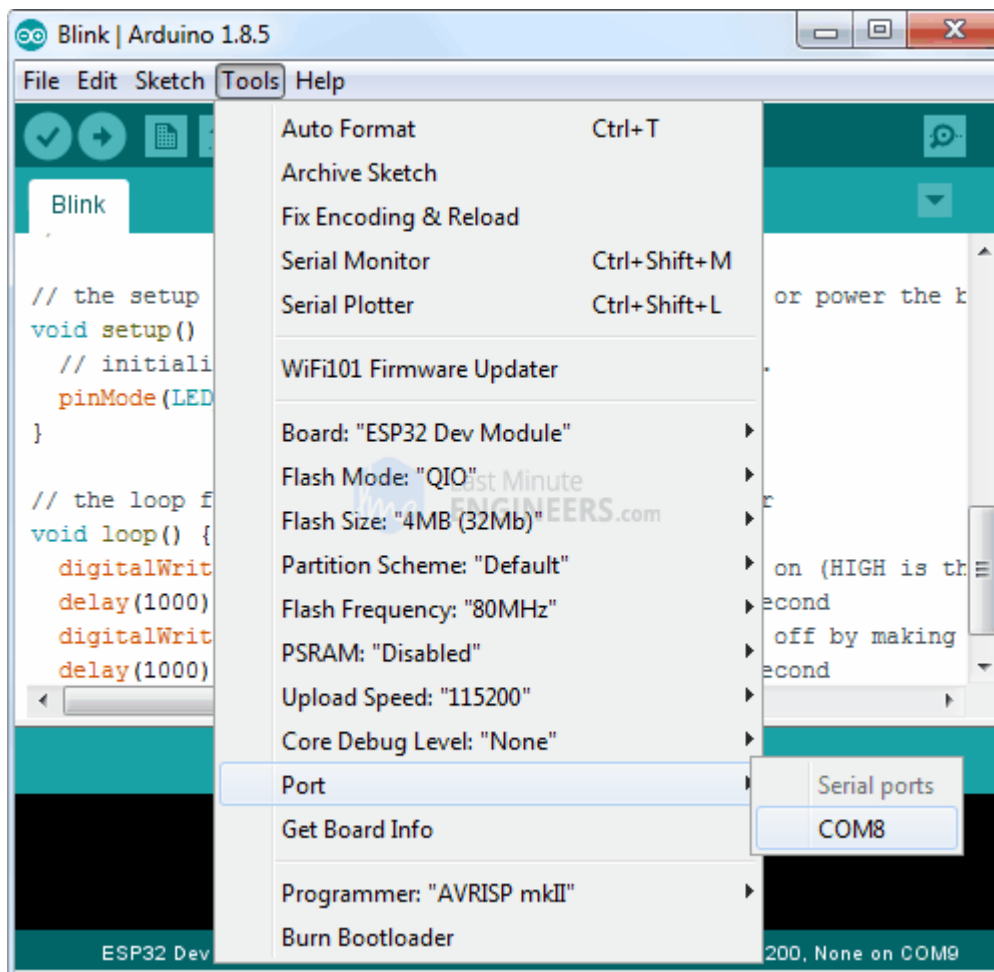 Blink | Arduino 1.8.5
File Edit Sketch Tools Help
Auto Format Ctrl+T
Archive Sketch
Fix Encoding & Reload
Serial Monitor Ctrl+Shift+M
Serial Plotter Ctrl+Shift+L
WiFi101 Firmware Updater
Board: "ESP32 Dev Module"
Flash Mode: "QIO"
Flash Size: "4MB (32Mb)"
Partition Scheme: "Default"
Flash Frequency: "80MHz"
PSRAM: "Disabled"
Upload Speed: "115200"
Core Debug Level: "None"
Port
Get Board Info
Programmer: "AVRISP mkII"
Burn Bootloader
Serial ports
COM8
Blink
// the setup or power the
void setup()
// initiali .
pinMode(LED
}
// the loop f r
void loop() {
digitalWrit on (HIGH is th
delay(1000) econd
digitalWrit off by making
delay(1000) econd
Last Minute
ENGINEERS.com
ESP32 Dev 200, None on COM9